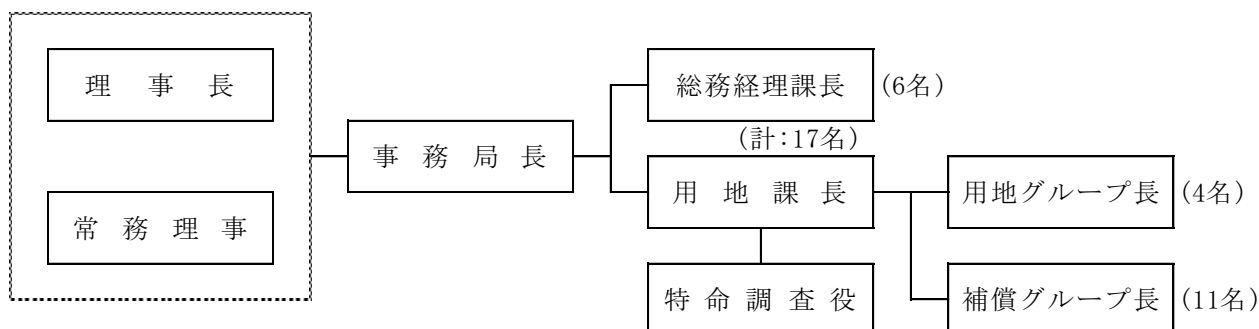 理事長
常務理事
事務局長
総務経理課長 (6名)
(計:17名)
用地課長
特命調査役
用地グループ長 (4名)
補償グループ長 (11名)